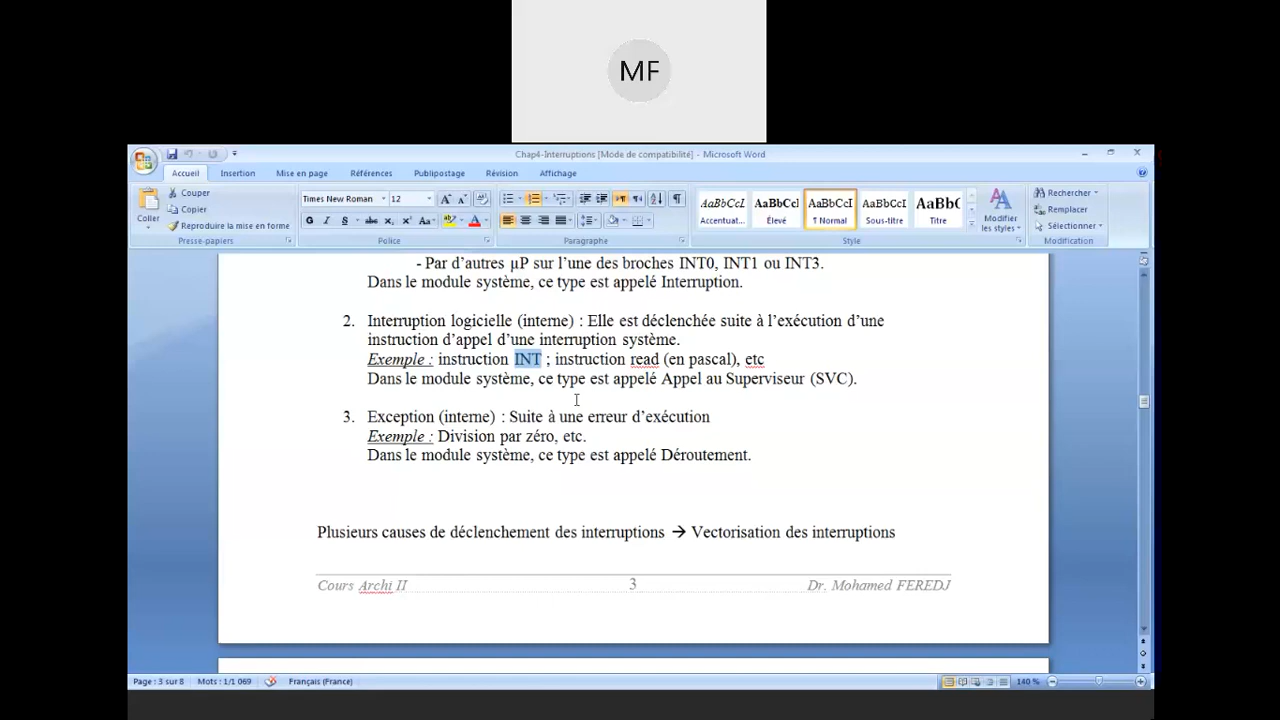 MF
Chap4-Interruptions [Mode de compatibilité] - Microsoft Word
Accueil Insertion Mise en page Références Publipostage Révision Affichage
Coller
Couper
Copier
Reproduire la mise en forme
Presse-papiers
Times New Roman 12
Police
Paragraphe
AaBbCcI AaBbCcI AaBbCcI AaBbCcI AaBb(
Accentuat... Élevé ¶ Normal Sous-titre Titre
Style
Modifier les styles
Rechercher
Remplacer
Sélectionner
Modification
- Par d’autres µP sur l’une des broches INT0, INT1 ou INT3.
Dans le module système, ce type est appelé Interruption.
2. Interruption logicielle (interne) : Elle est déclenchée suite à l’exécution d’une
instruction d’appel d’une interruption système.
Exemple : instruction INT ; instruction read (en pascal), etc
Dans le module système, ce type est appelé Appel au Superviseur (SVC).
3. Exception (interne) : Suite à une erreur d’exécution
Exemple : Division par zéro, etc.
Dans le module système, ce type est appelé Déroutement.
Plusieurs causes de déclenchement des interruptions → Vectorisation des interruptions
Cours Archi II 3 Dr. Mohamed FEREDJ
Page : 3 sur 8 Mots : 1/1 069 Français (France) 140 %